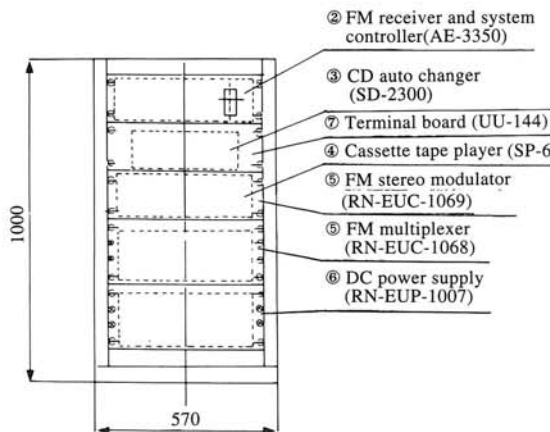 ② FM receiver and system
controller(AE-3350)
③ CD auto changer
(SD-2300)
⑦ Terminal board (UU-144)
④ Cassette tape player (SP-6
⑤ FM stereo modulator
(RN-EUC-1069)
⑤ FM multiplexer
(RN-EUC-1068)
⑥ DC power supply
(RN-EUP-1007)
1000
570